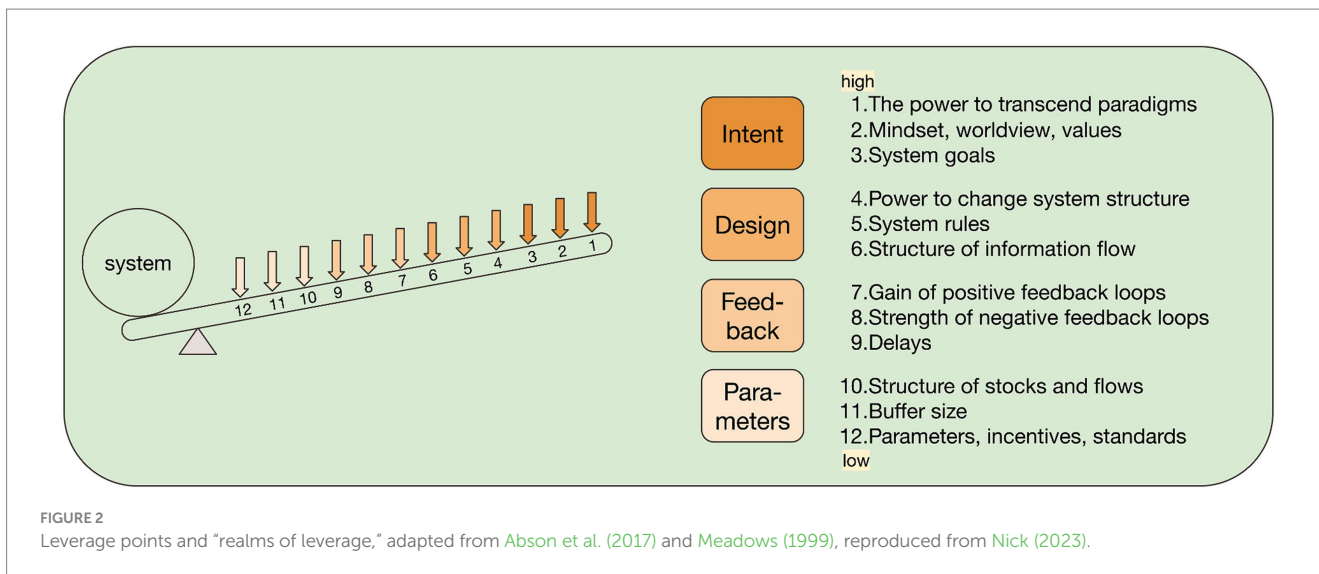 system
12 11 10 9 8 7 6 5 4 3 2 1
Intent
Design
Feed-
back
Para-
meters
high
1.The power to transcend paradigms
2.Mindset, worldview, values
3.System goals
4.Power to change system structure
5.System rules
6.Structure of information flow
7.Gain of positive feedback loops
8.Strength of negative feedback loops
9.Delays
10.Structure of stocks and flows
11.Buffer size
12.Parameters, incentives, standards
low
FIGURE 2
Leverage points and “realms of leverage,” adapted from Abson et al. (2017) and Meadows (1999), reproduced from Nick (2023).